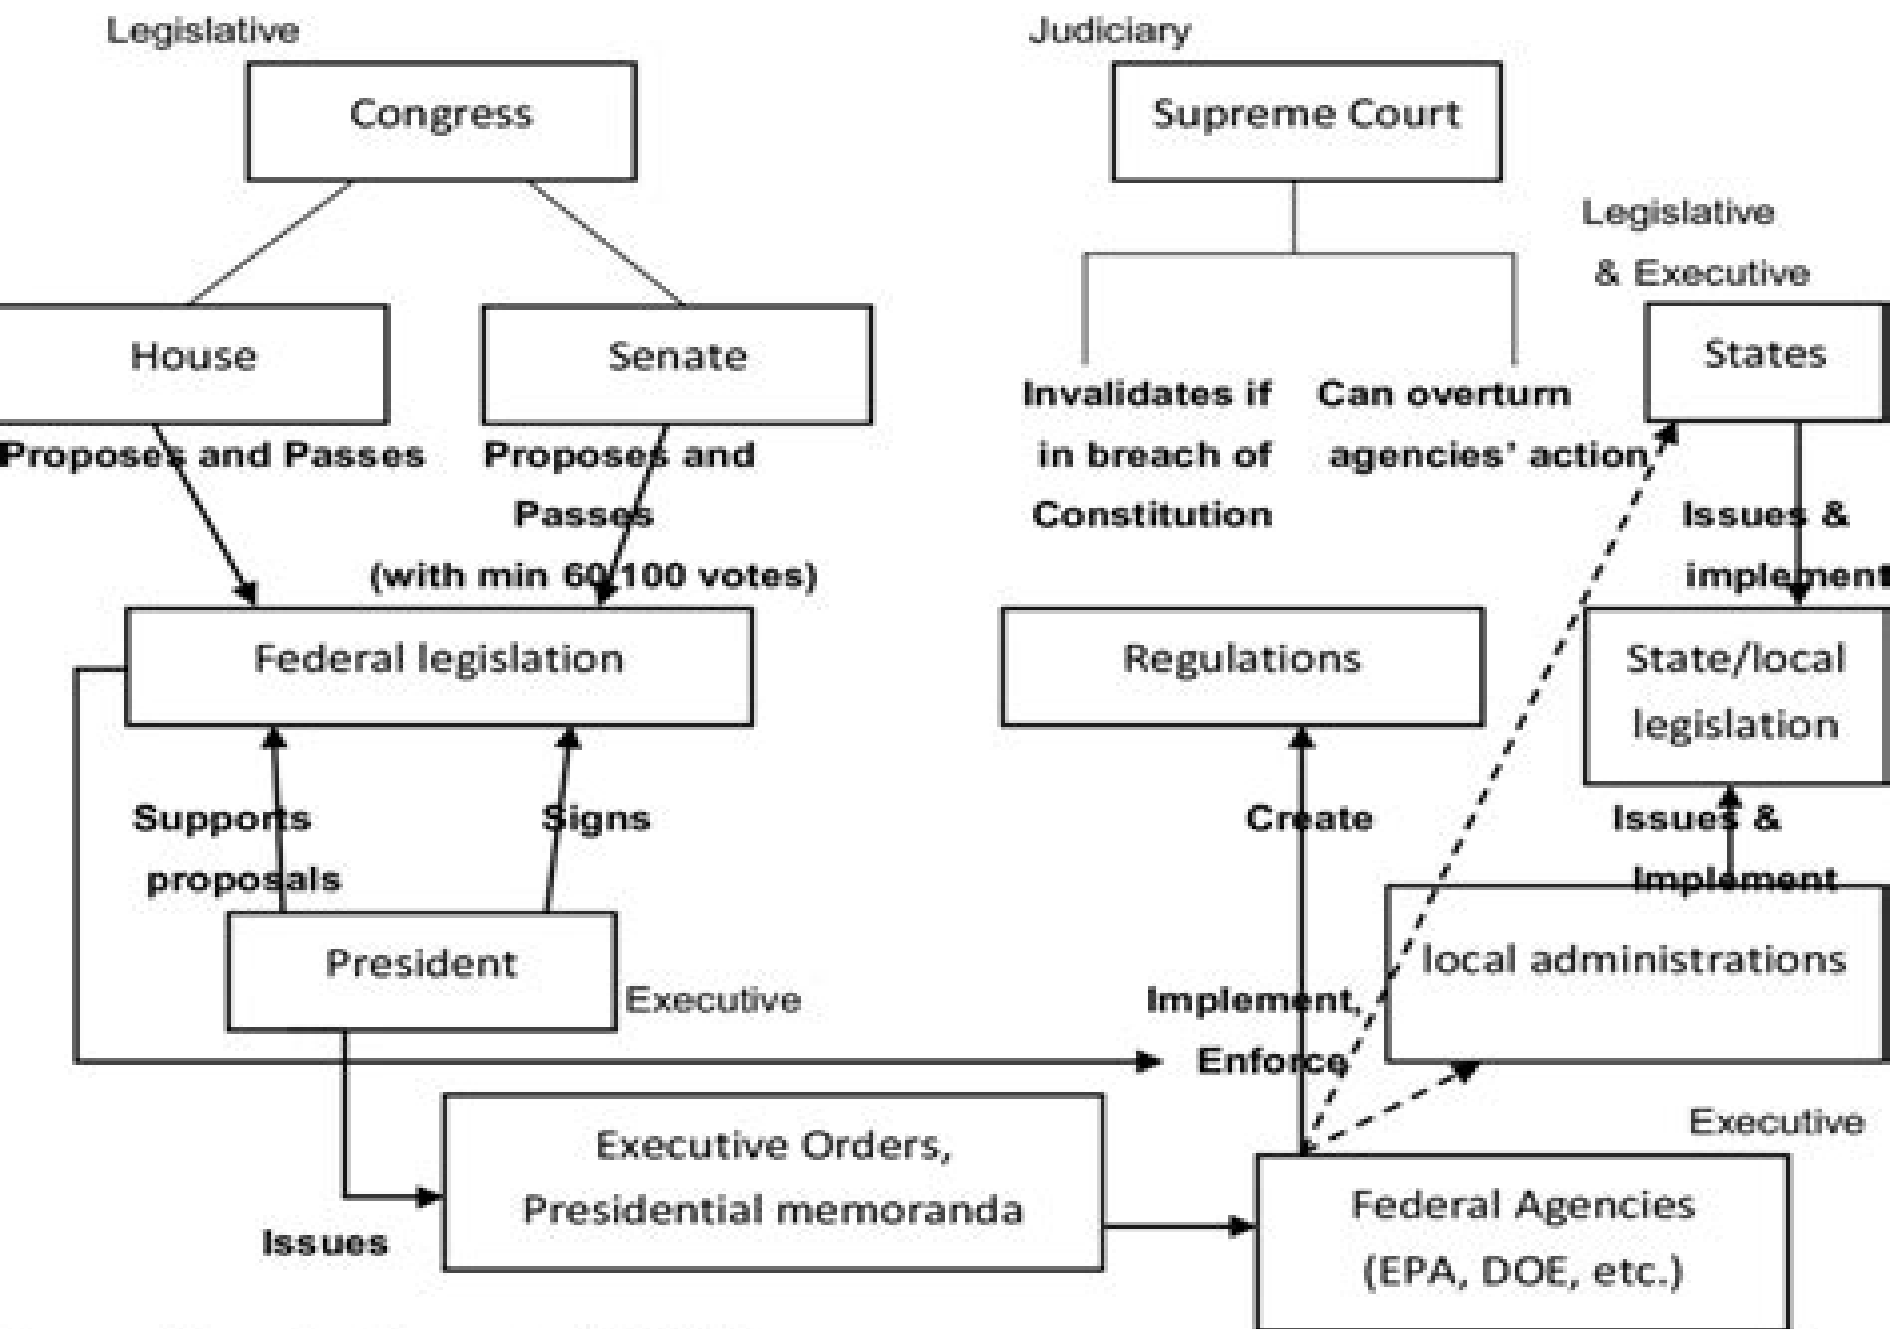 Legislative
Judiciary
Congress
Supreme Court
Legislative
& Executive
House
Senate
States
Invalidates if
in breach of
Constitution
Can overturn
agencies' action
Proposes and Passes
Proposes and
Passes
(with min 60/100 votes)
Issues &
implement
Federal legislation
Regulations
State/local
legislation
Supports
proposals
Signs
Create
Issues &
Implement
President
Executive
local administrations
Implement,
Enforce
Executive
Executive Orders,
Presidential memoranda
Issues
Federal Agencies
(EPA, DOE, etc.)